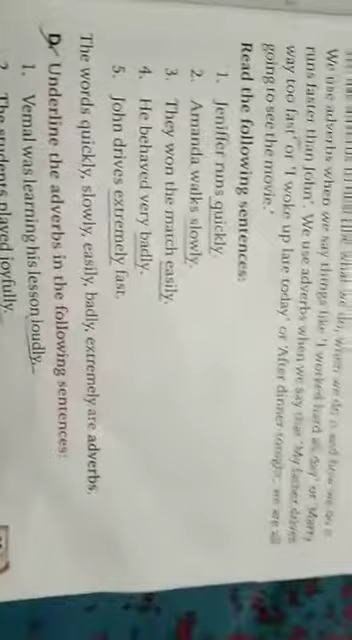 We use adverbs when we say things like 'I worked hard all day' or 'Marry
runs faster than John'. We use adverbs when we say that 'My father drives
way too fast' or 'I woke up late today' or 'After dinner tonight, we are all
going to see the movie.'
Read the following sentences:
1. Jeniffer runs quickly.
2. Amanda walks slowly.
3. They won the match easily.
4. He behaved very badly.
5. John drives extremely fast.
The words quickly, slowly, easily, badly, extremely are adverbs.
D. Underline the adverbs in the following sentences:
1. Vemal was learning his lesson loudly.
2. The students played joyfully.